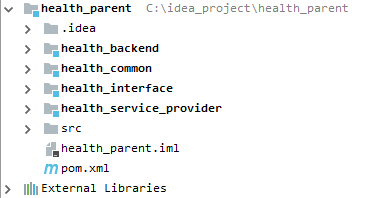 health_parent C:\idea_project\health_parent
.idea
health_backend
health_common
health_interface
health_service_provider
src
health_parent.iml
pom.xml
External Libraries